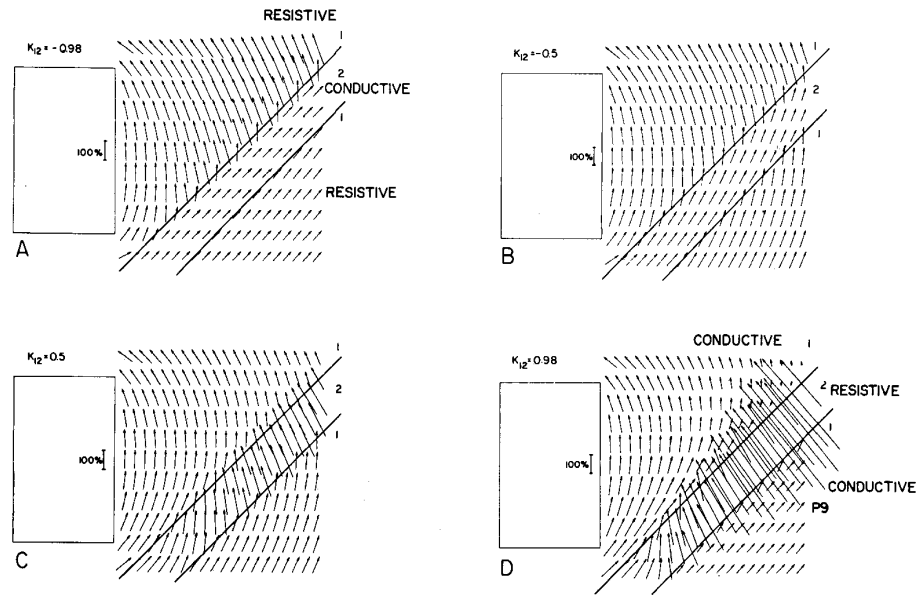 RESISTIVE
K12 = −0.98
1
2
CONDUCTIVE
1
100%
RESISTIVE
A
K12 = −0.5
1
2
1
100%
B
K12 = 0.5
1
2
1
100%
C
CONDUCTIVE
1
K12 = 0.98
2
RESISTIVE
1
100%
CONDUCTIVE
P9
D